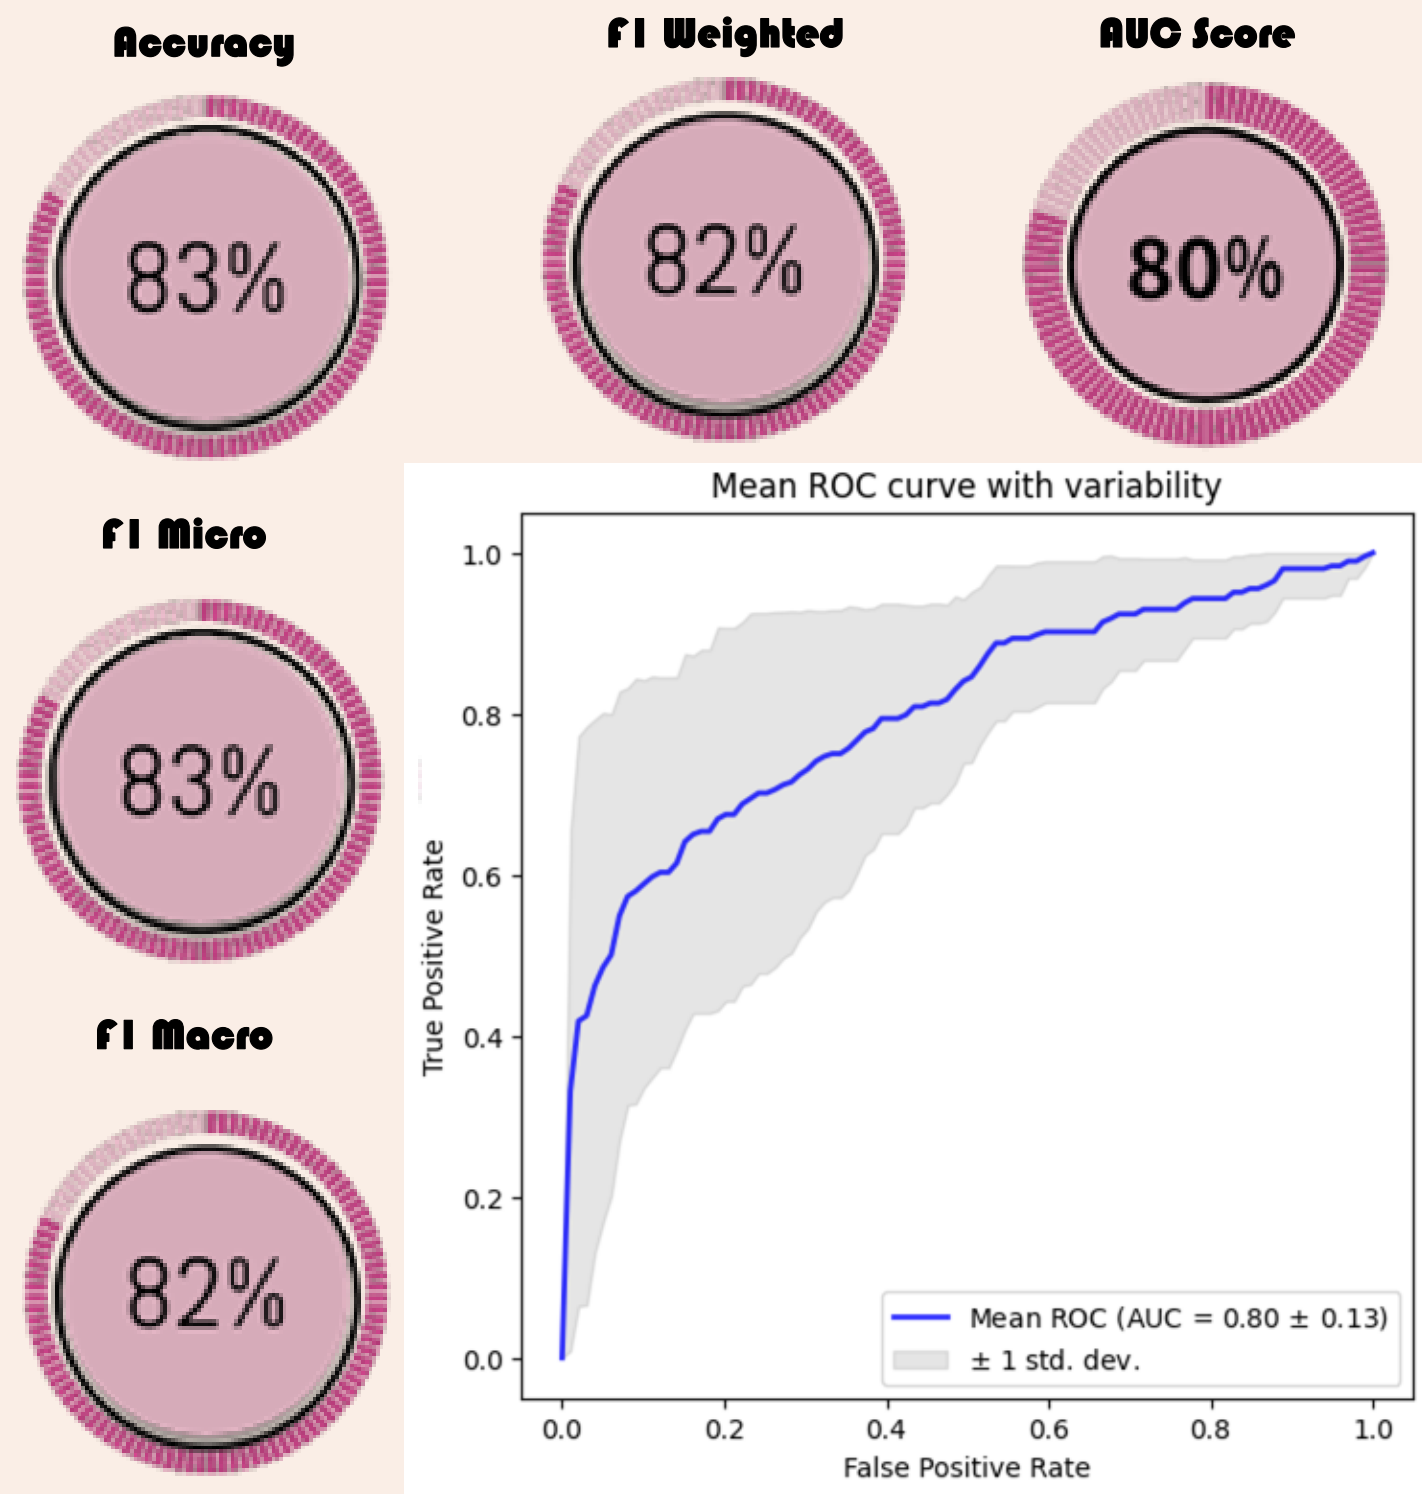 Accuracy
F1 Weighted
AUC Score
83%
82%
80%
F1 Micro
83%
F1 Macro
82%
Mean ROC curve with variability
1.0
0.8
0.6
0.4
0.2
0.0
True Positive Rate
Mean ROC (AUC = 0.80 ± 0.13)
± 1 std. dev.
0.0 0.2 0.4 0.6 0.8 1.0
False Positive Rate